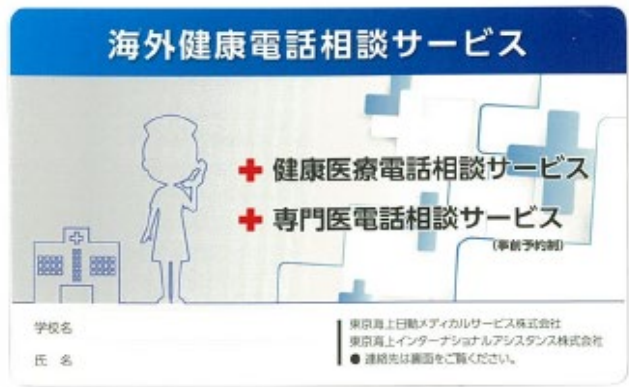 海外健康電話相談サービス
健康医療電話相談サービス
専門医電話相談サービス
(事前予約制)
学校名
氏 名
東京海上日動メディカルサービス株式会社
東京海上インターナショナルアシスタンス株式会社
● 連絡先は裏面をご覧ください。